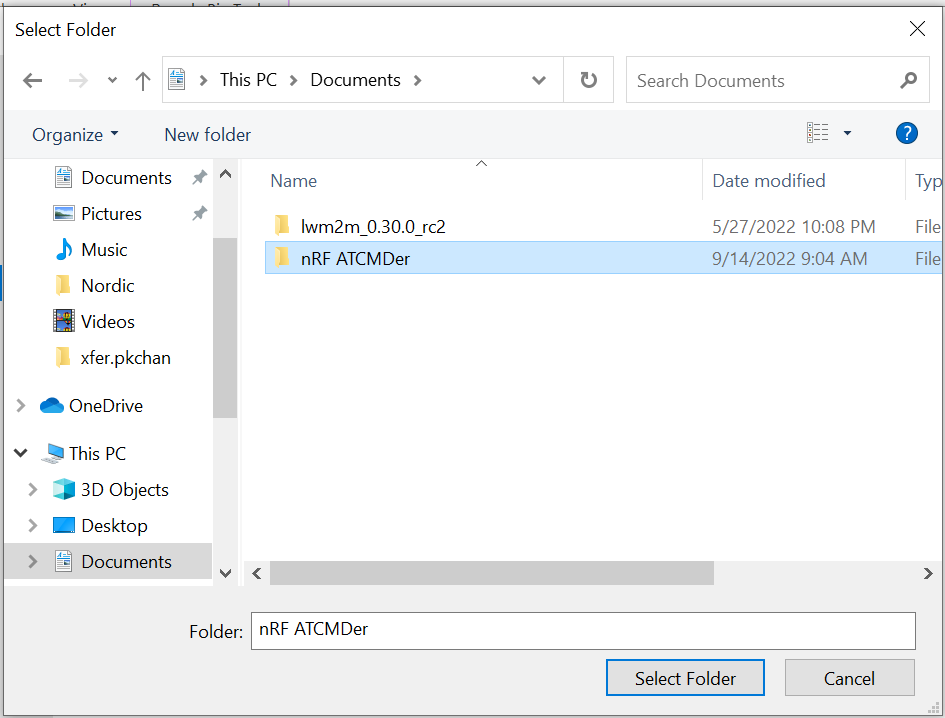 Select Folder
This PC > Documents >
Search Documents
Organize
New folder
?
Documents
Pictures
Music
Nordic
Videos
xfer.pkchan
OneDrive
This PC
3D Objects
Desktop
Documents
Name
Date modified
Typ
lwm2m_0.30.0_rc2
5/27/2022 10:08 PM
File
nRF ATCMDer
9/14/2022 9:04 AM
File
Folder:
nRF ATCMDer
Select Folder
Cancel